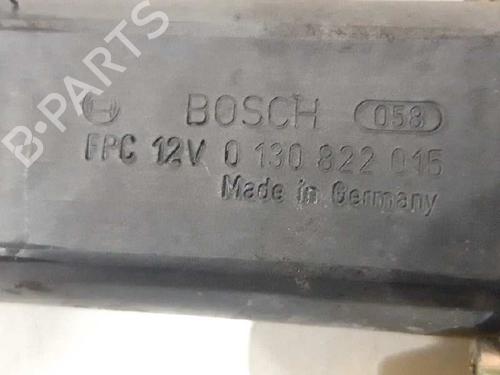 BOSCH 058
FPC 12V 0 130 822 015
Made in Germany
B-PARTS